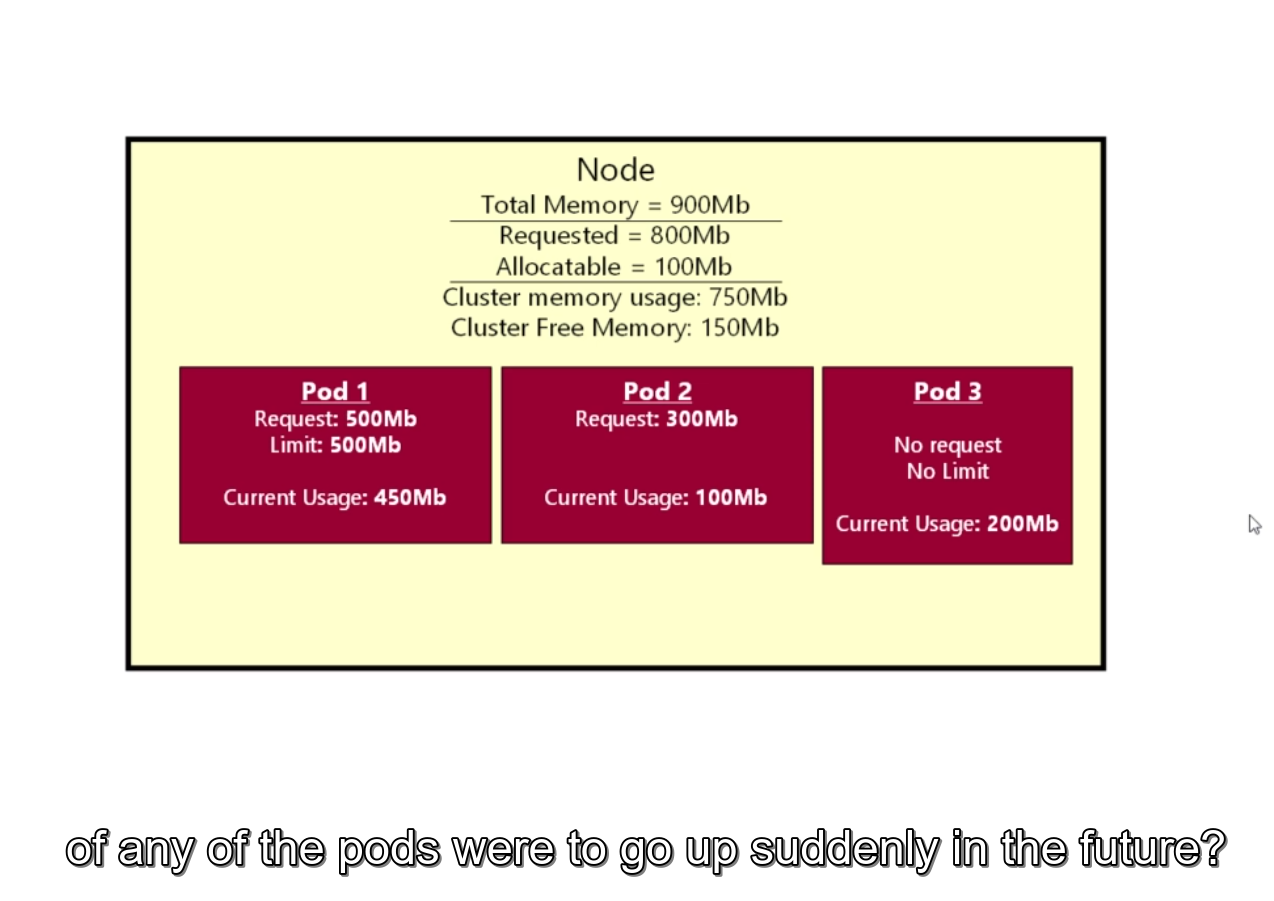 Node
Total Memory = 900Mb
Requested = 800Mb
Allocatable = 100Mb
Cluster memory usage: 750Mb
Cluster Free Memory: 150Mb
Pod 1
Request: 500Mb
Limit: 500Mb
Current Usage: 450Mb
Pod 2
Request: 300Mb
Current Usage: 100Mb
Pod 3
No request
No Limit
Current Usage: 200Mb
of any of the pods were to go up suddenly in the future?